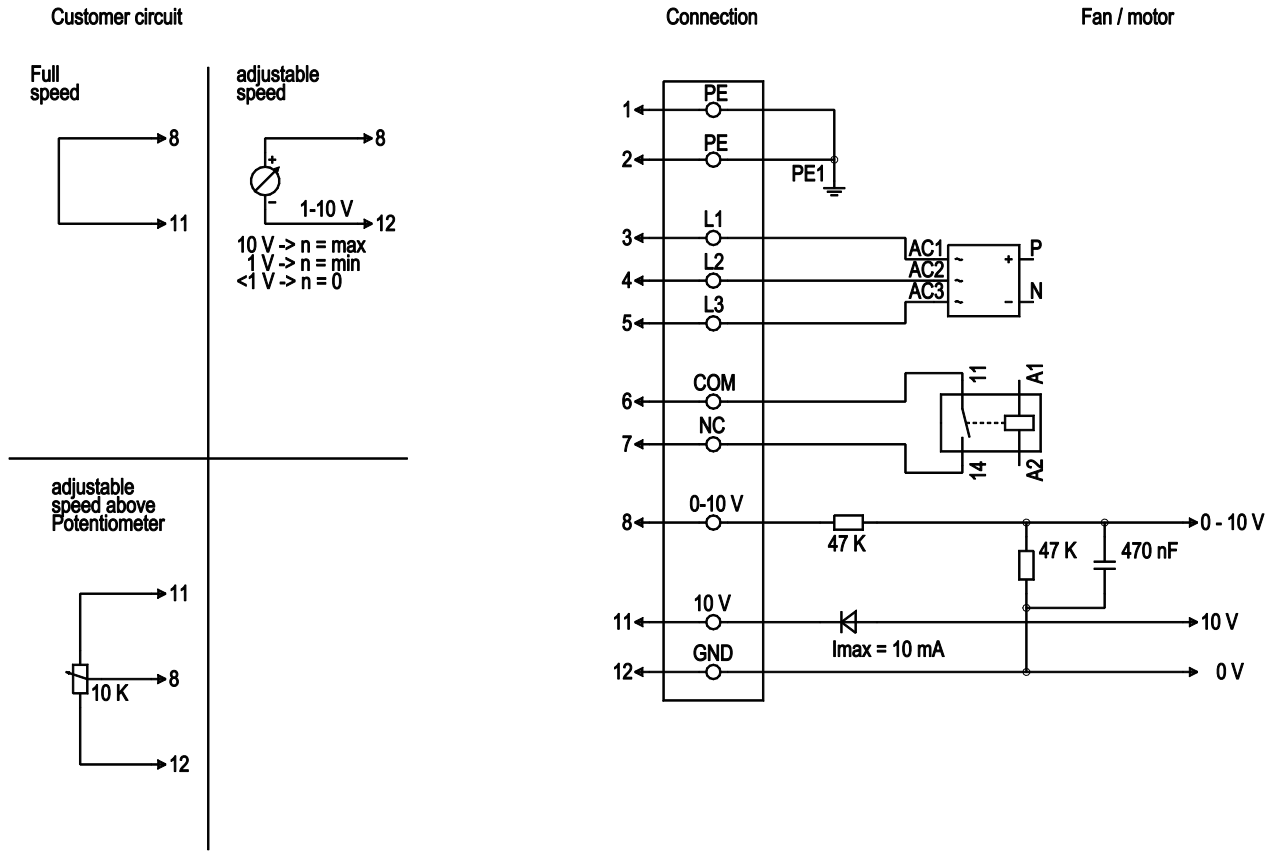 Customer circuit
Connection
Fan / motor
Full
speed
8
11
adjustable
speed
8
+
–
1-10 V
12
10 V -> n = max
1 V -> n = min
<1 V -> n = 0
adjustable
speed above
Potentiometer
11
8
10 K
12
1
PE
2
PE
PE1
3
L1
AC1
~
+
P
4
L2
AC2
~
5
L3
AC3
~
–
N
6
COM
11
A1
7
NC
14
A2
8
0-10 V
47 K
0 - 10 V
47 K
470 nF
11
10 V
Imax = 10 mA
10 V
12
GND
0 V